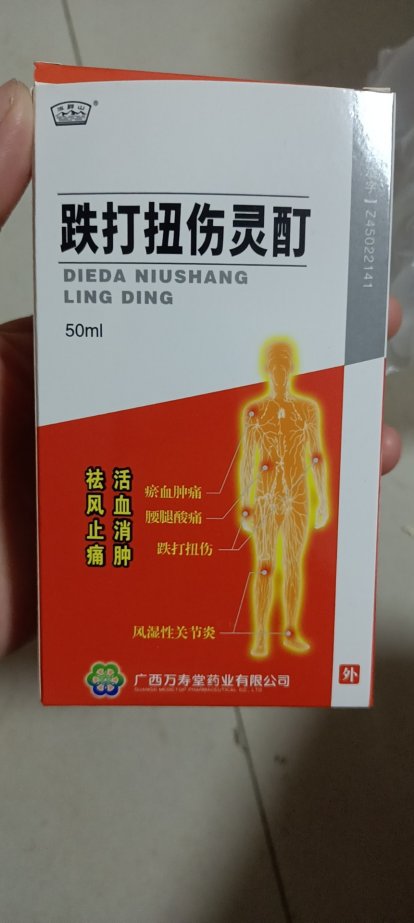 跌打扭伤灵酊
DIEDA NIUSHANG
LING DING
50ml
Z45022141
活血消肿
祛风止痛
瘀血肿痛
腰腿酸痛
跌打扭伤
风湿性关节炎
广西万寿堂药业有限公司
外